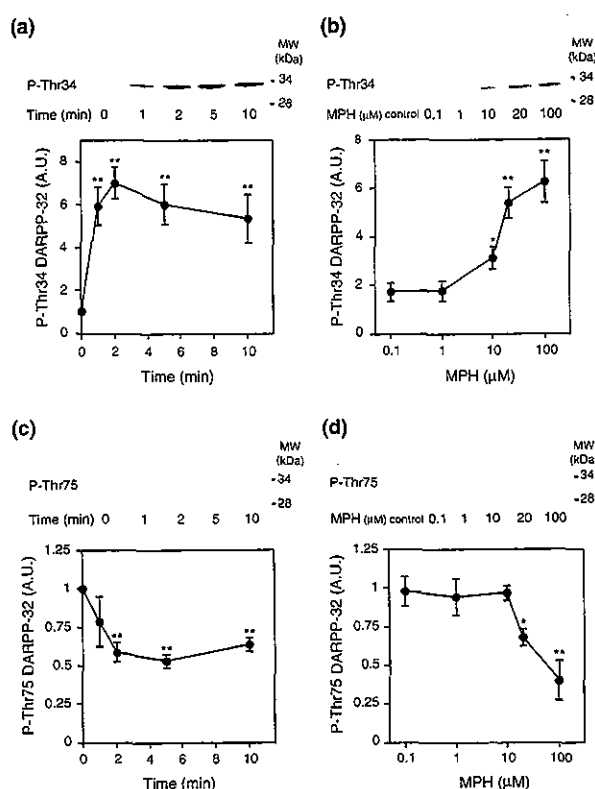 (a)
MW
(kDa)
P-Thr34
- 34
- 28
Time (min) 0 1 2 5 10
P-Thr34 DARPP-32 (A.U.)
8
6
4
2
0
** ** ** **
0 2 4 6 8 10
Time (min)
(b)
MW
(kDa)
P-Thr34
- 34
- 28
MPH (μM) control 0.1 1 10 20 100
P-Thr34 DARPP-32 (A.U.)
8
6
4
2
0
* ** **
0.1 1 10 100
MPH (μM)
(c)
MW
(kDa)
P-Thr75
- 34
- 28
Time (min) 0 1 2 5 10
P-Thr75 DARPP-32 (A.U.)
1.25
1
0.75
0.5
0.25
0
** ** **
0 2 4 6 8 10
Time (min)
(d)
MW
(kDa)
P-Thr75
- 34
- 28
MPH (μM) control 0.1 1 10 20 100
P-Thr75 DARPP-32 (A.U.)
1.25
1
0.75
0.5
0.25
0
* **
0.1 1 10 100
MPH (μM)